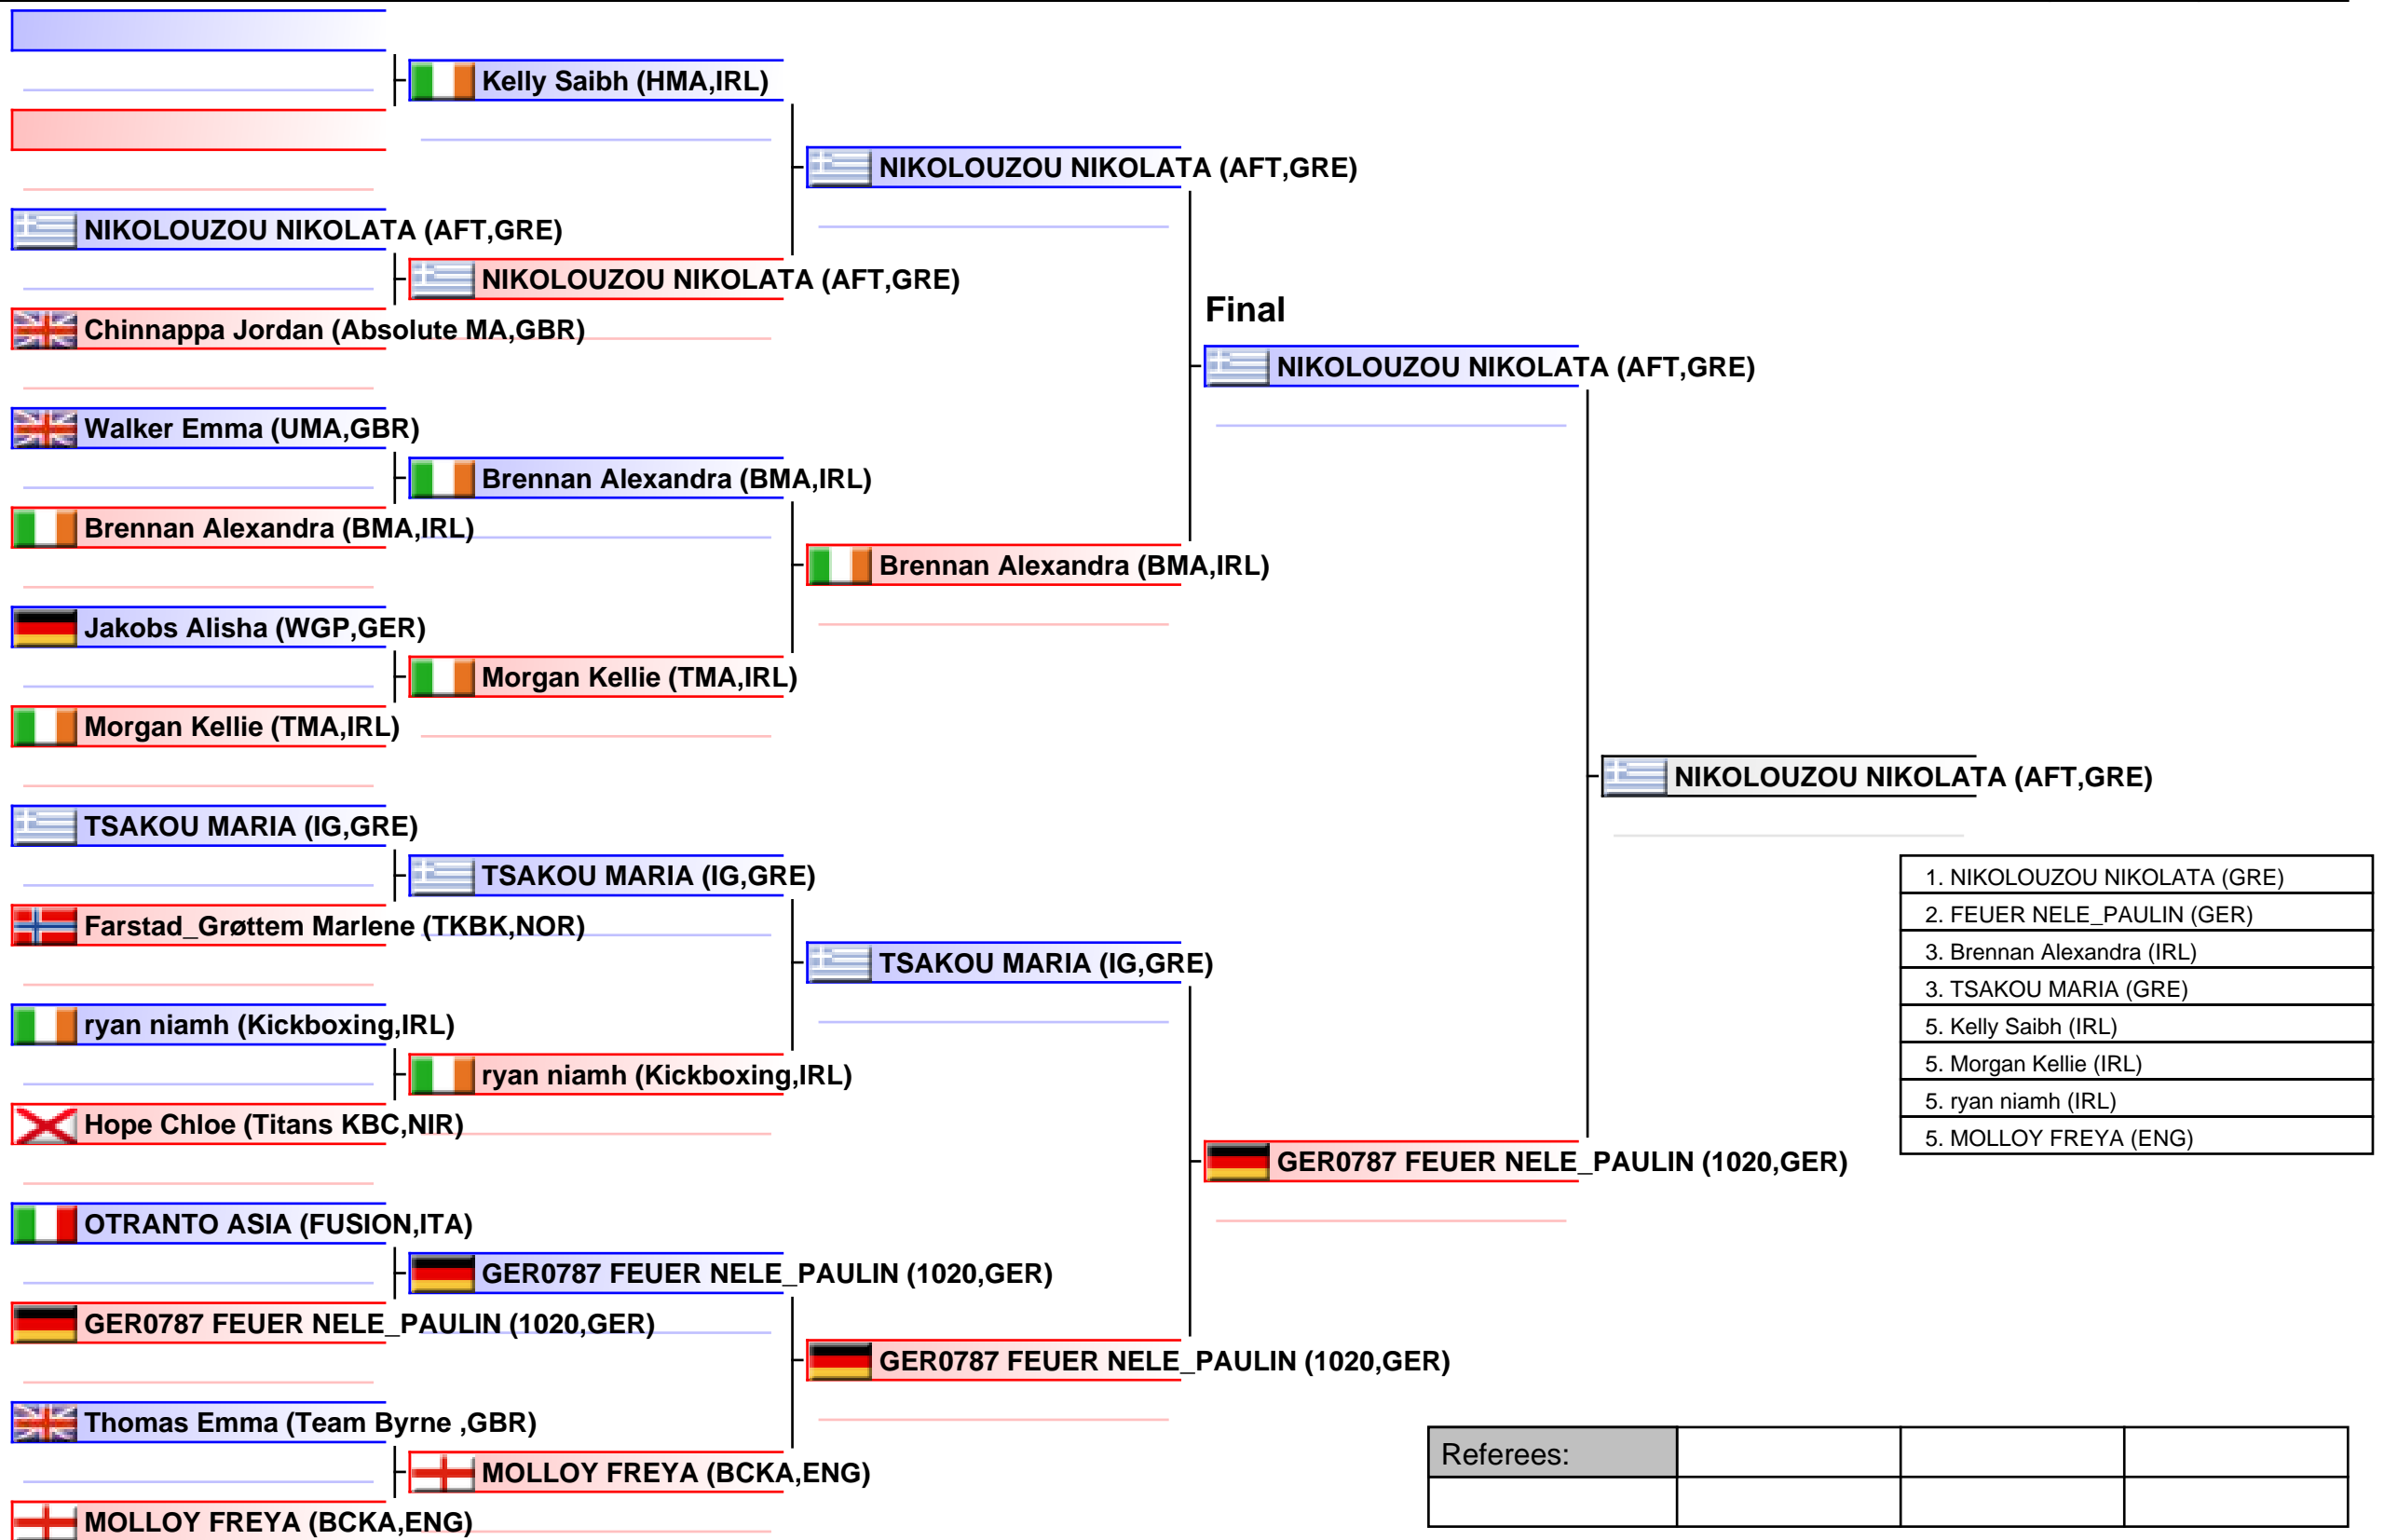 Kelly Saibh (HMA,IRL)
NIKOLOUZOU NIKOLATA (AFT,GRE)
NIKOLOUZOU NIKOLATA (AFT,GRE)
NIKOLOUZOU NIKOLATA (AFT,GRE)
Final
Chinnappa Jordan (Absolute MA,GBR)
NIKOLOUZOU NIKOLATA (AFT,GRE)
Walker Emma (UMA,GBR)
Brennan Alexandra (BMA,IRL)
Brennan Alexandra (BMA,IRL)
Brennan Alexandra (BMA,IRL)
Jakobs Alisha (WGP,GER)
Morgan Kellie (TMA,IRL)
Morgan Kellie (TMA,IRL)
NIKOLOUZOU NIKOLATA (AFT,GRE)
TSAKOU MARIA (IG,GRE)
TSAKOU MARIA (IG,GRE)
Farstad_Grøttem Marlene (TKBK,NOR)
TSAKOU MARIA (IG,GRE)
ryan niamh (Kickboxing,IRL)
ryan niamh (Kickboxing,IRL)
Hope Chloe (Titans KBC,NIR)
1. NIKOLOUZOU NIKOLATA (GRE)
2. FEUER NELE_PAULIN (GER)
3. Brennan Alexandra (IRL)
3. TSAKOU MARIA (GRE)
5. Kelly Saibh (IRL)
5. Morgan Kellie (IRL)
5. ryan niamh (IRL)
5. MOLLOY FREYA (ENG)
GER0787 FEUER NELE_PAULIN (1020,GER)
OTRANTO ASIA (FUSION,ITA)
GER0787 FEUER NELE_PAULIN (1020,GER)
GER0787 FEUER NELE_PAULIN (1020,GER)
GER0787 FEUER NELE_PAULIN (1020,GER)
Thomas Emma (Team Byrne ,GBR)
Referees:
MOLLOY FREYA (BCKA,ENG)
MOLLOY FREYA (BCKA,ENG)